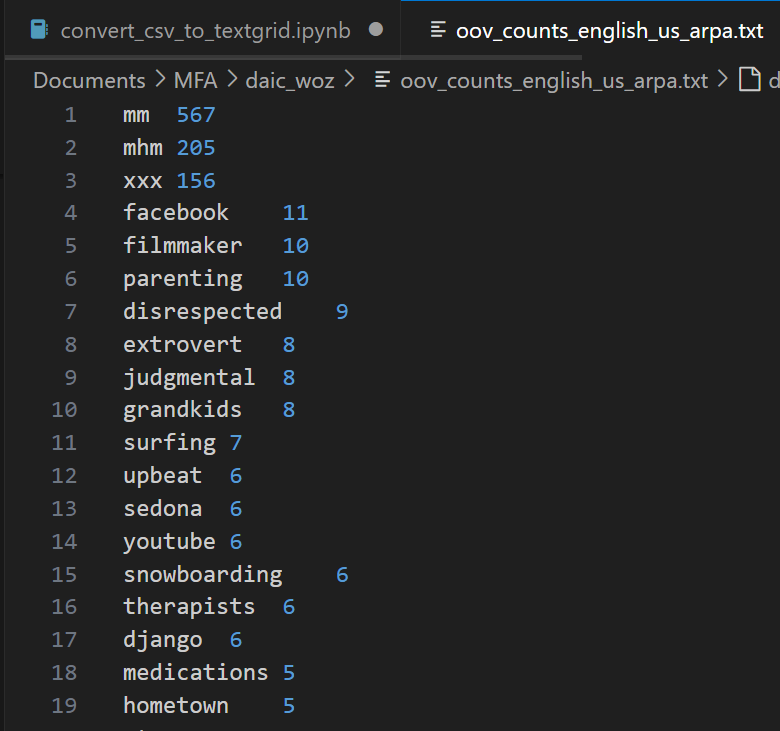 convert_csv_to_textgrid.ipynb oov_counts_english_us_arpa.txt
Documents > MFA > daic_woz > oov_counts_english_us_arpa.txt > d
1 mm 567
2 mhm 205
3 xxx 156
4 facebook 11
5 filmmaker 10
6 parenting 10
7 disrespected 9
8 extrovert 8
9 judgmental 8
10 grandkids 8
11 surfing 7
12 upbeat 6
13 sedona 6
14 youtube 6
15 snowboarding 6
16 therapists 6
17 django 6
18 medications 5
19 hometown 5